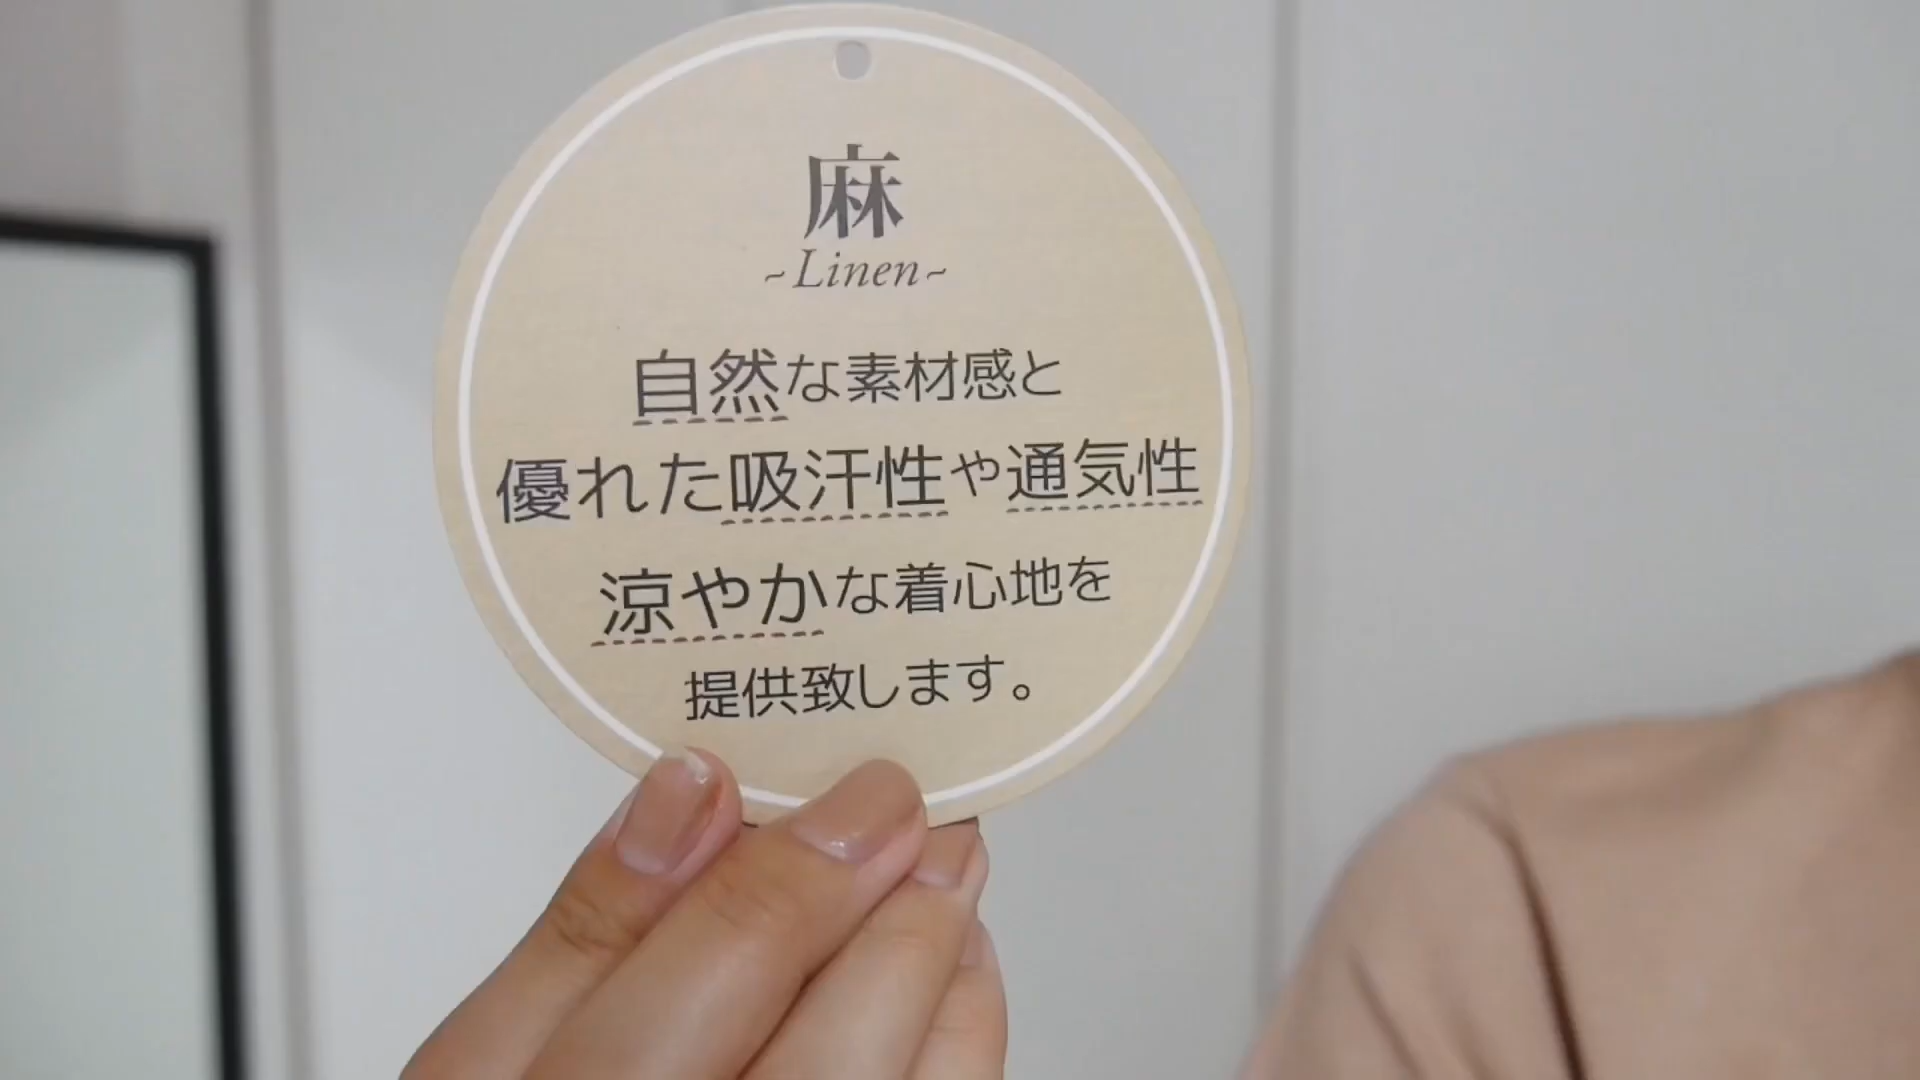 麻
~Linen~
自然な素材感と
優れた吸汗性や通気性
涼やかな着心地を
提供致します。